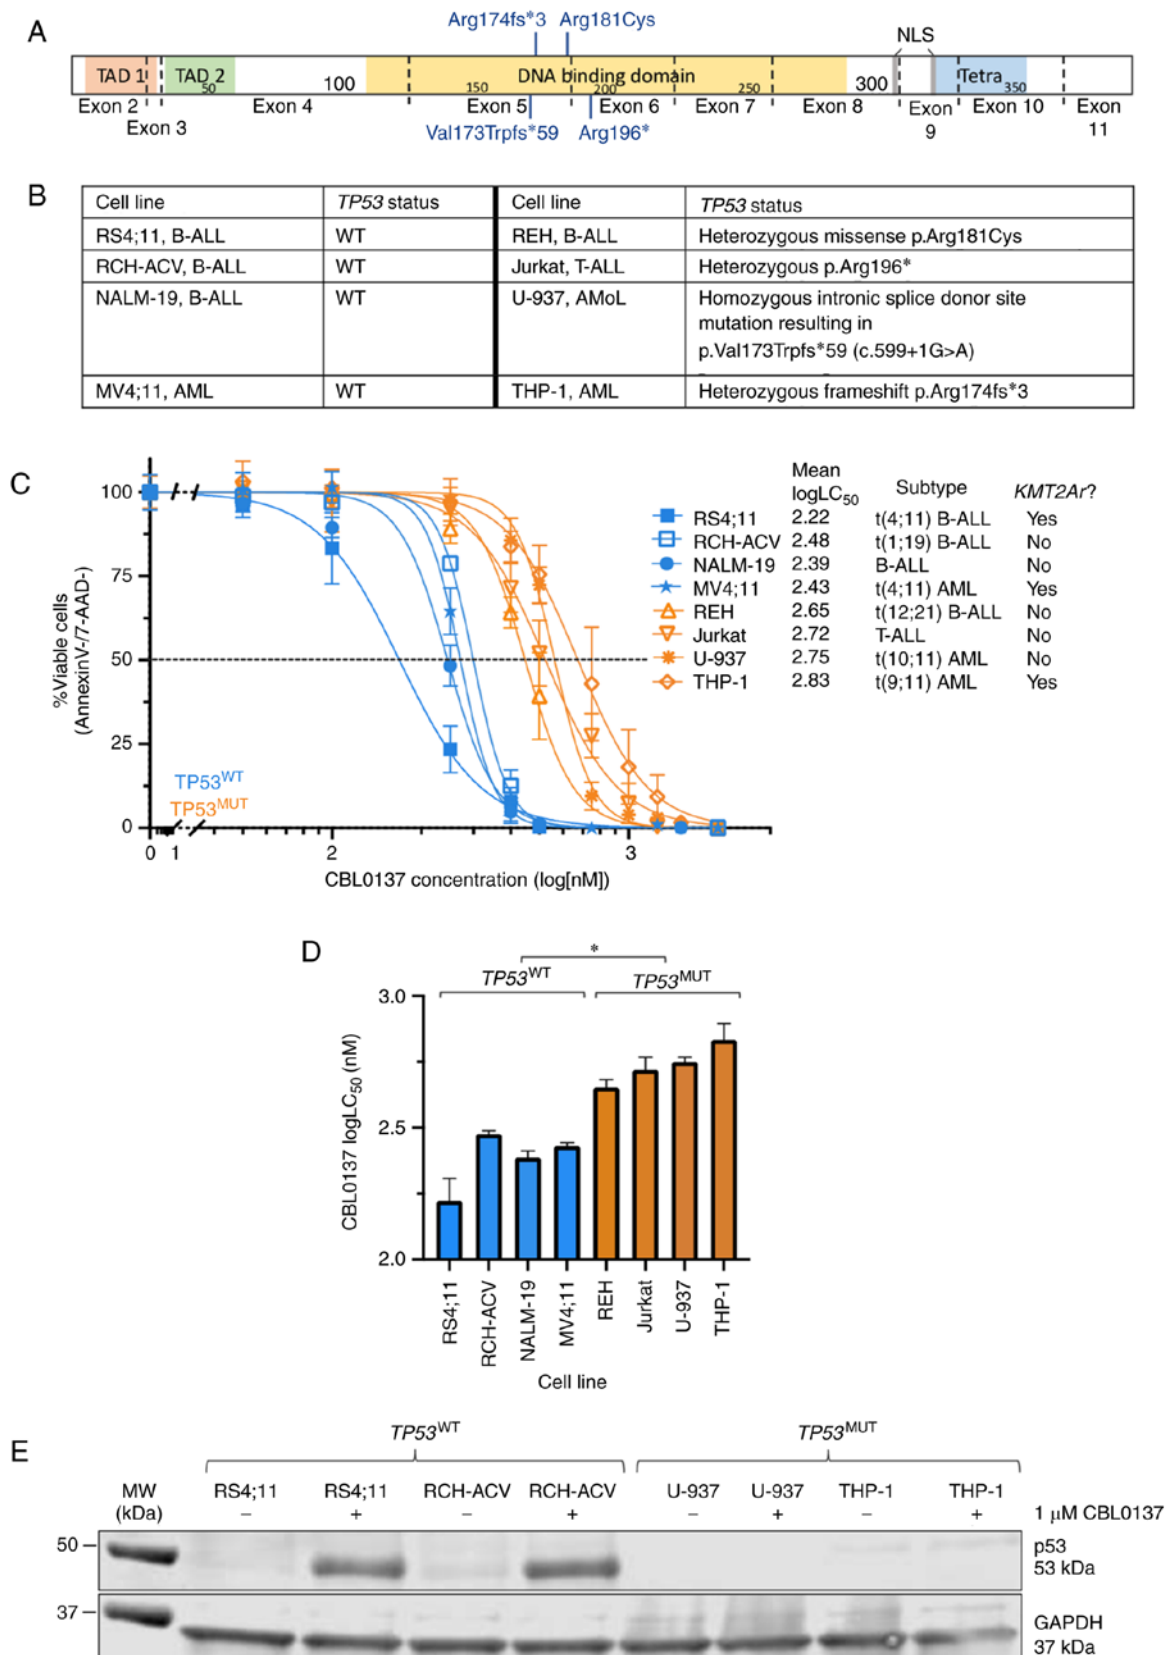 A
Arg174fs*3 Arg181Cys
NLS
TAD 1 TAD 2 50 100 150 DNA binding domain 200 250 300 Tetra 350
Exon 2 Exon 4 Exon 5 Exon 6 Exon 7 Exon 8 Exon 9 Exon 10 Exon 11
Exon 3
Val173Trpfs*59 Arg196*
B
Cell line TP53 status Cell line TP53 status
RS4;11, B-ALL WT REH, B-ALL Heterozygous missense p.Arg181Cys
RCH-ACV, B-ALL WT Jurkat, T-ALL Heterozygous p.Arg196*
NALM-19, B-ALL WT U-937, AMoL Homozygous intronic splice donor site
mutation resulting in
p.Val173Trpfs*59 (c.599+1G>A)
MV4;11, AML WT THP-1, AML Heterozygous frameshift p.Arg174fs*3
C
%Viable cells
(AnnexinV-/7-AAD-)
100
75
50
25
0
TP53WT
TP53MUT
0 1 2 3
CBL0137 concentration (log[nM])
Mean
logLC50 Subtype KMT2Ar?
RS4;11 2.22 t(4;11) B-ALL Yes
RCH-ACV 2.48 t(1;19) B-ALL No
NALM-19 2.39 B-ALL No
MV4;11 2.43 t(4;11) AML Yes
REH 2.65 t(12;21) B-ALL No
Jurkat 2.72 T-ALL No
U-937 2.75 t(10;11) AML No
THP-1 2.83 t(9;11) AML Yes
D
*
TP53WT TP53MUT
CBL0137 logLC50 (nM)
3.0
2.5
2.0
RS4;11 RCH-ACV NALM-19 MV4;11 REH Jurkat U-937 THP-1
Cell line
E
TP53WT TP53MUT
MW RS4;11 RS4;11 RCH-ACV RCH-ACV U-937 U-937 THP-1 THP-1
(kDa) − + − + − + − + 1 µM CBL0137
50 p53
53 kDa
37 GAPDH
37 kDa